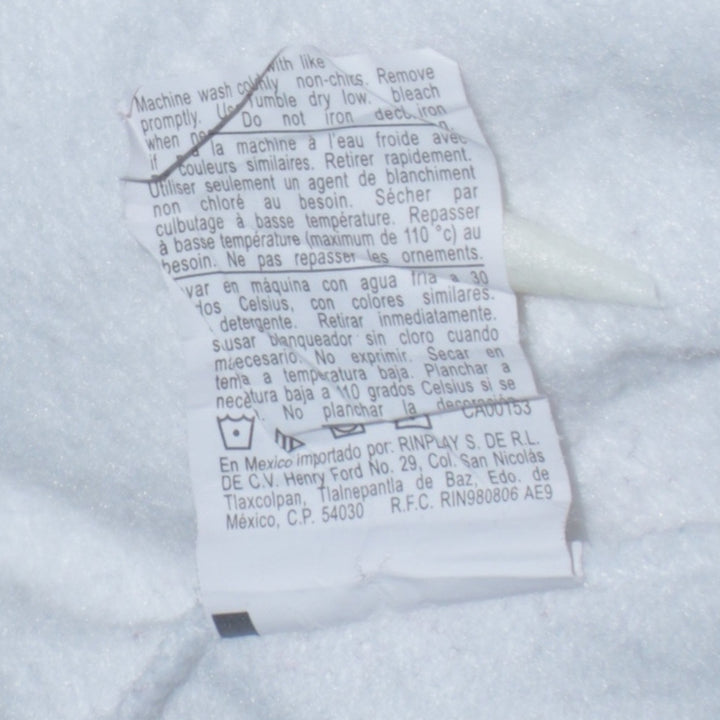 Machine wash with like
non-chl Remove
promptly. Tumble dry low. bleach
when Do not iron iron
if
la machine à l'eau froide avec
couleurs similaires. Retirer rapidement.
Utiliser seulement un agent de blanchiment
non chloré au besoin. Sécher par
culbutage à basse température. Repasser
à basse température (maximum de 110 °c) au
besoin. Ne pas repasser les ornements.
var en máquina con agua fría a 30
dos Celsius, con colores similares.
detergente. Retirar inmediatamente.
usar blanqueador sin cloro cuando
necesario. No exprimir. Secar en
a temperatura baja. Planchar a
baja a 110 grados Celsius si se
No planchar la decoración
CA00153
En Mexico importado por: RINPLAY S. DE R.L.
DE C.V. Henry Ford No. 29, Col. San Nicolás
Tlaxcolpan, Tlalnepantla de Baz, Edo. de
México, C.P. 54030 R.F.C. RIN980806 AE9